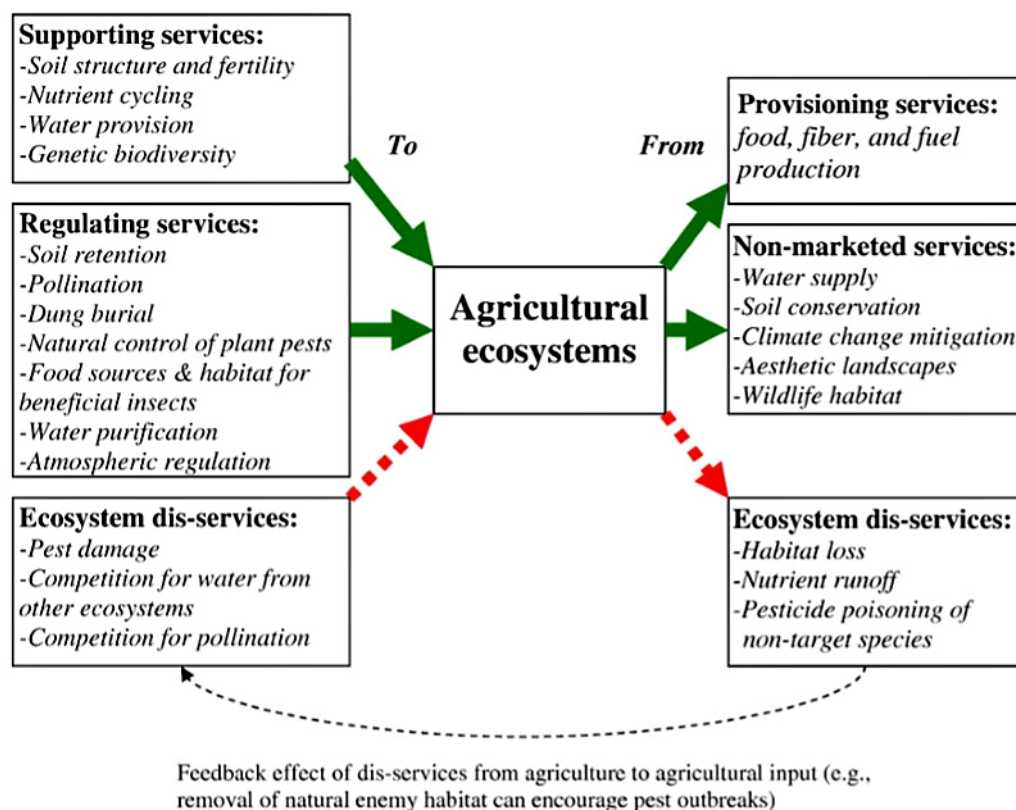 Supporting services:
-Soil structure and fertility
-Nutrient cycling
-Water provision
-Genetic biodiversity
Regulating services:
-Soil retention
-Pollination
-Dung burial
-Natural control of plant pests
-Food sources & habitat for
beneficial insects
-Water purification
-Atmospheric regulation
Ecosystem dis-services:
-Pest damage
-Competition for water from
other ecosystems
-Competition for pollination
To
From
Agricultural
ecosystems
Provisioning services:
food, fiber, and fuel
production
Non-marketed services:
-Water supply
-Soil conservation
-Climate change mitigation
-Aesthetic landscapes
-Wildlife habitat
Ecosystem dis-services:
-Habitat loss
-Nutrient runoff
-Pesticide poisoning of
non-target species
Feedback effect of dis-services from agriculture to agricultural input (e.g.,
removal of natural enemy habitat can encourage pest outbreaks)